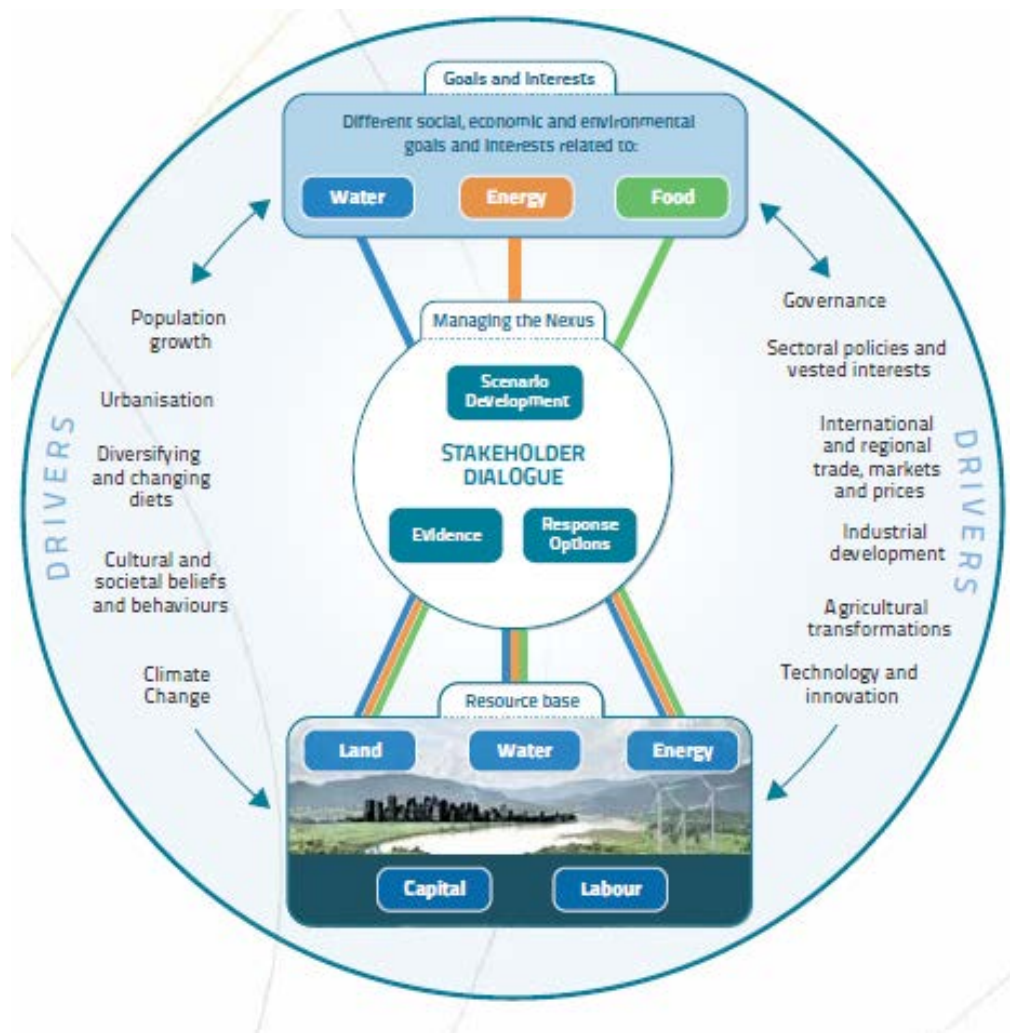 Goals and Interests
Different social, economic and environmental
goals and interests related to:
Water
Energy
Food
Population
growth
Urbanisation
Diversifying
and changing
diets
Cultural and
societal beliefs
and behaviours
Climate
Change
DRIVERS
Managing the Nexus
Scenario
Development
STAKEHOLDER
DIALOGUE
Evidence
Response
Options
Governance
Sectoral policies and
vested interests
International
and regional
trade, markets
and prices
Industrial
development
Agricultural
transformations
Technology and
innovation
DRIVERS
Resource base
Land
Water
Energy
Capital
Labour